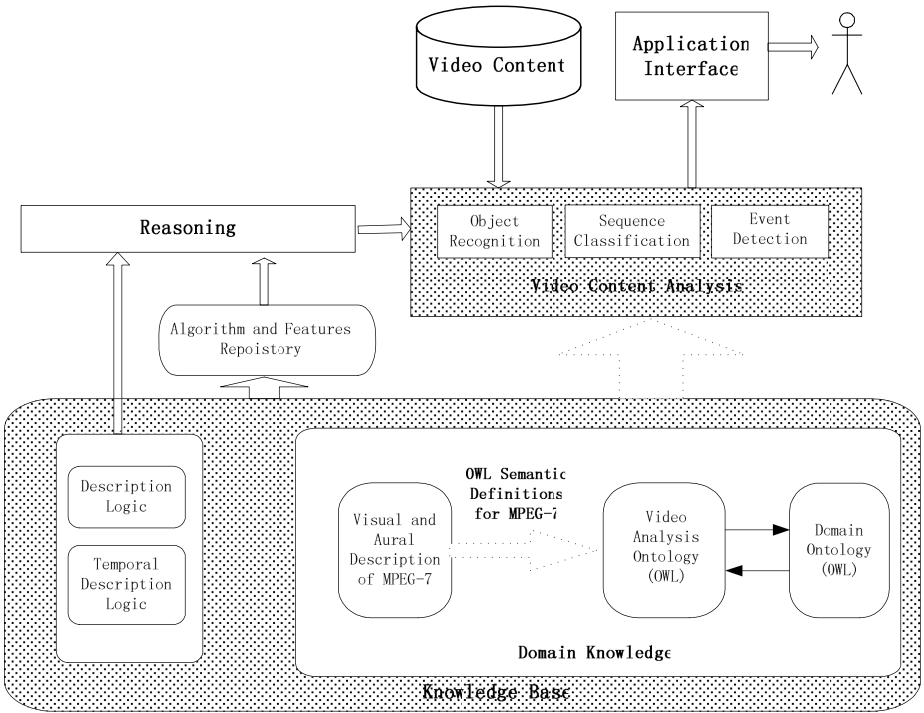 Video Content
Application
Interface
Reasoning
Object
Recognition
Sequence
Classification
Event
Detection
Video Content Analysis
Algorithm and Features
Repoistory
Description
Logic
Temporal
Description
Logic
OWL Semantic
Definitions
for MPEG-7
Visual and
Aural
Description
of MPEG-7
Video
Analysis
Ontology
(OWL)
Domain
Ontology
(OWL)
Domain Knowledge
Knowledge Base